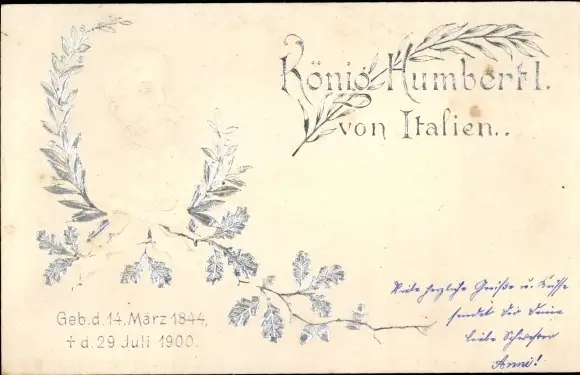 König Humbert I.
von Italien..
Geb. d. 14. März 1844,
† d. 29 Juli 1900.
Viele herzliche Grüße u. Küsse
sendet dir deine
liebe Schwester
Anni!